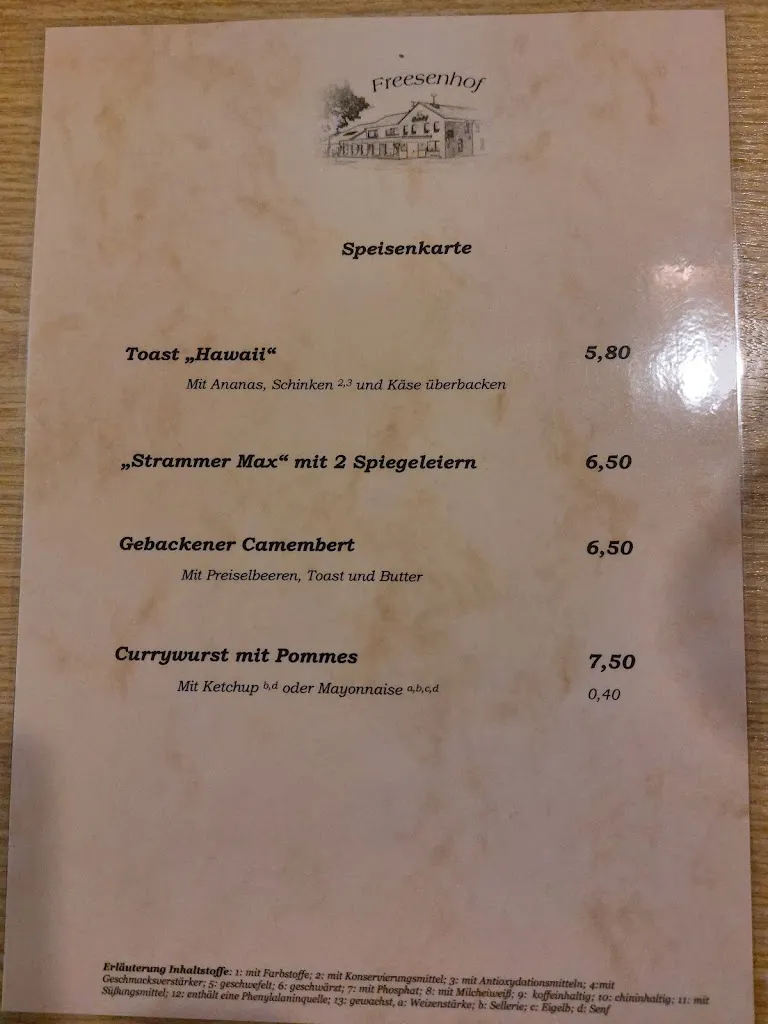 Freesenhof
Speisenkarte
Toast „Hawaii“ 5,80
Mit Ananas, Schinken 2,3 und Käse überbacken
„Strammer Max“ mit 2 Spiegeleiern 6,50
Gebackener Camembert 6,50
Mit Preiselbeeren, Toast und Butter
Currywurst mit Pommes 7,50
Mit Ketchup b,d oder Mayonnaise a,b,c,d 0,40
Erläuterung Inhaltstoffe: 1: mit Farbstoffe; 2: mit Konservierungsmittel; 3: mit Antioxydationsmitteln; 4:mit
Geschmacksverstärker; 5: geschwefelt; 6: geschwärzt; 7: mit Phosphat; 8: mit Milcheiweiß; 9: koffeinhaltig; 10: chininhaltig; 11: mit
Süßungsmittel; 12: enthält eine Phenylalaninquelle; 13: gewachst, a: Weizenstärke; b: Sellerie; c: Eigelb; d: Senf